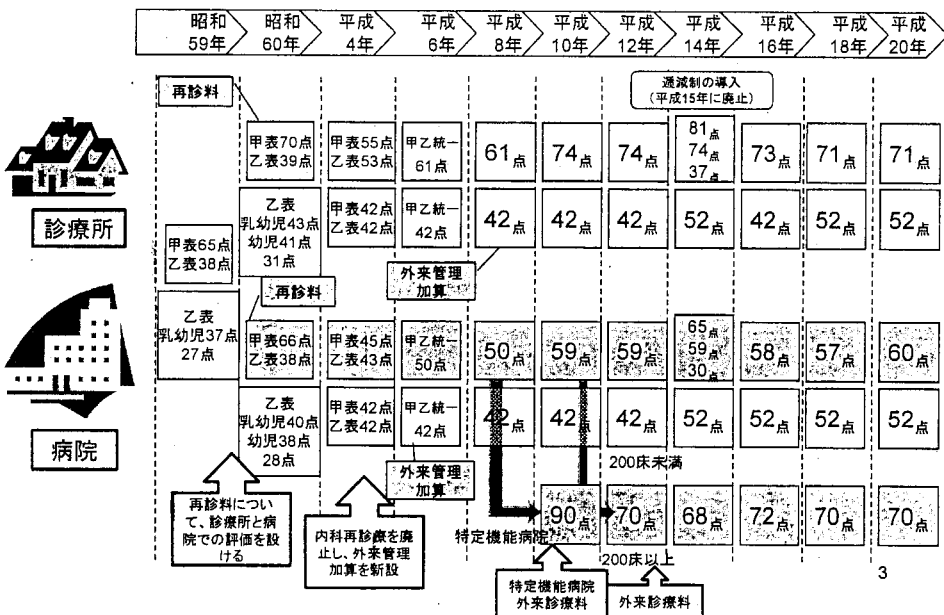 昭和
59年
昭和
60年
平成
4年
平成
6年
平成
8年
平成
10年
平成
12年
平成
14年
平成
16年
平成
18年
平成
20年
再診料
逓減制の導入
(平成15年に廃止)
甲表70点
乙表39点
甲表55点
乙表53点
甲乙統一
61点
61点
74点
74点
81点
74点
37点
73点
71点
71点
診療所
甲表65点
乙表38点
乙表
乳幼児43点
幼児41点
31点
甲表42点
乙表42点
甲乙統一
42点
42点
42点
42点
52点
42点
52点
52点
外来管理
加算
再診料
乙表
乳幼児37点
27点
甲表66点
乙表38点
甲表45点
乙表43点
甲乙統一
50点
50点
59点
59点
65点
59点
30点
58点
57点
60点
病院
乙表
乳幼児40点
幼児38点
28点
甲表42点
乙表42点
甲乙統一
42点
42点
42点
42点
52点
52点
52点
52点
外来管理
加算
200床未満
再診料につい
て、診療所と病
院での評価を設
ける
内科再診療を廃
止し、外来管理
加算を新設
特定機能病院
90点
70点
68点
72点
70点
70点
200床以上
特定機能病院
外来診療料
外来診療料
3